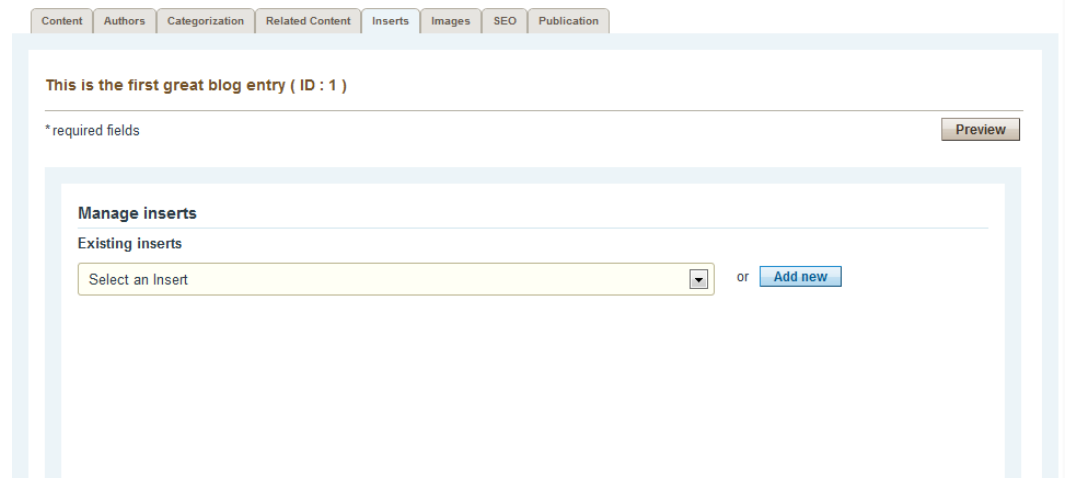 Content Authors Categorization Related Content Inserts Images SEO Publication
This is the first great blog entry ( ID : 1 )
* required fields Preview
Manage inserts
Existing inserts
Select an Insert or Add new